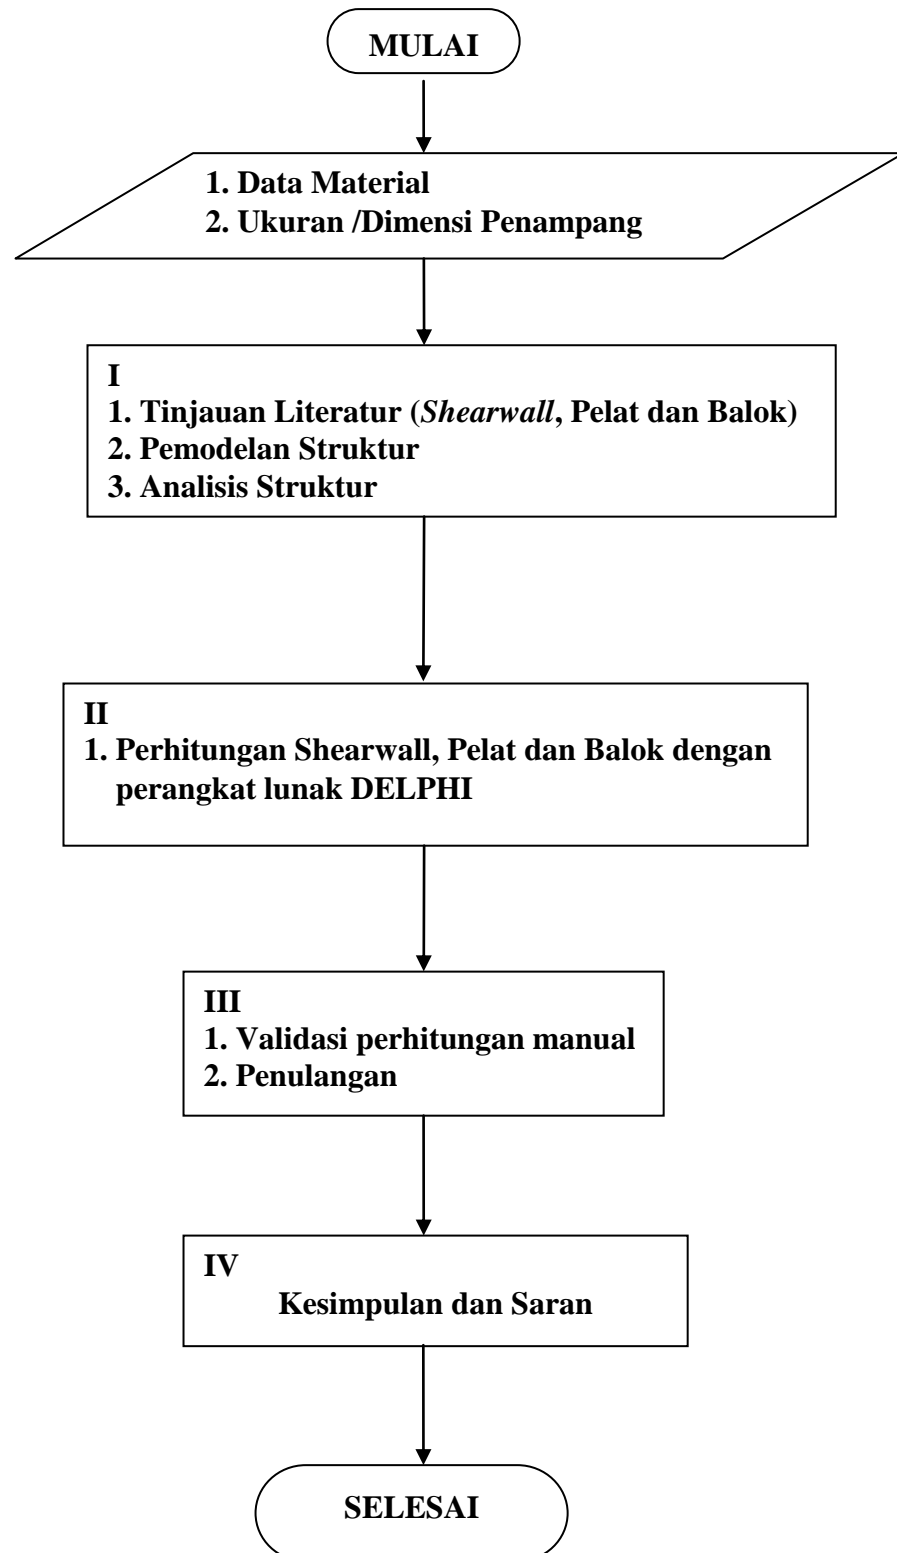 MULAI
1. Data Material
2. Ukuran /Dimensi Penampang
I
1. Tinjauan Literatur (Shearwall, Pelat dan Balok)
2. Pemodelan Struktur
3. Analisis Struktur
II
1. Perhitungan Shearwall, Pelat dan Balok dengan
perangkat lunak DELPHI
III
1. Validasi perhitungan manual
2. Penulangan
IV
Kesimpulan dan Saran
SELESAI